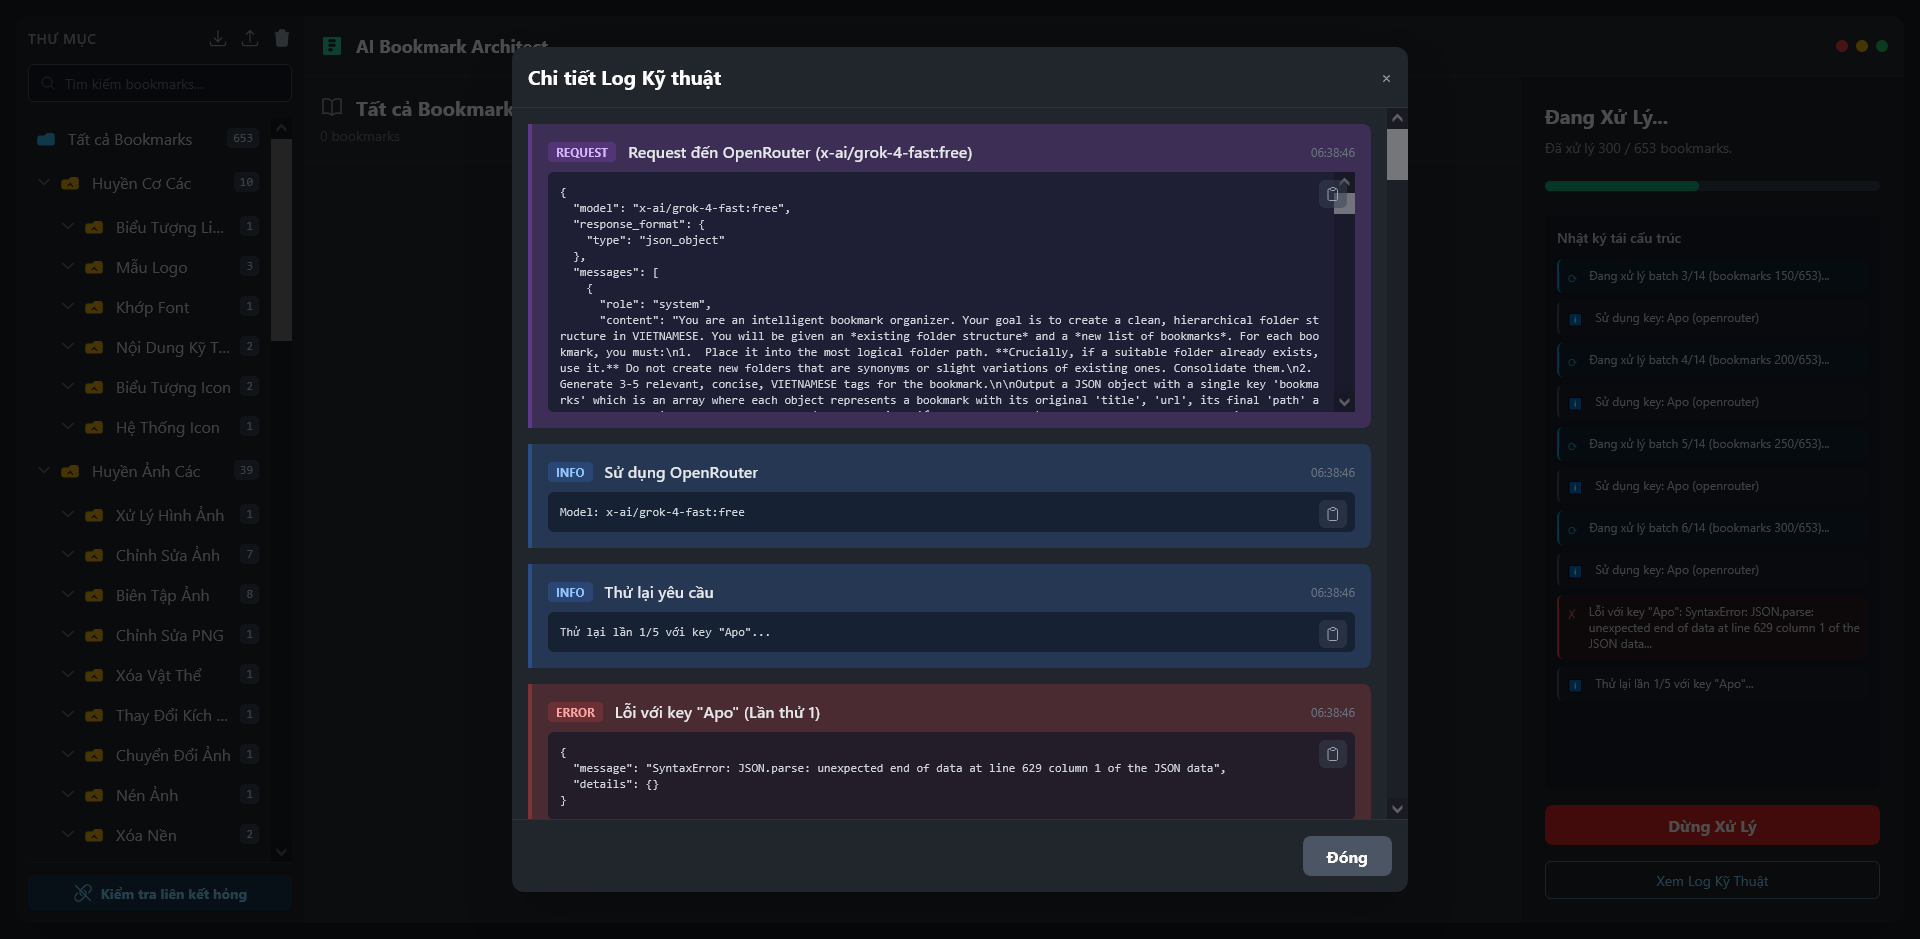 THƯ MỤC
Tìm kiếm bookmarks...
Tất cả Bookmarks 653
Huyền Cơ Các 10
Biểu Tượng Li... 1
Mẫu Logo 3
Khớp Font 1
Nội Dung Kỹ T... 2
Biểu Tượng Icon 2
Hệ Thống Icon 1
Huyền Ảnh Các 39
Xử Lý Hình Ảnh 1
Chỉnh Sửa Ảnh 7
Biên Tập Ảnh 8
Chỉnh Sửa PNG 1
Xóa Vật Thể 1
Thay Đổi Kích ... 1
Chuyển Đổi Ảnh 1
Nén Ảnh 1
Xóa Nền 2
Kiểm tra liên kết hỏng
AI Bookmark Architect
Tất cả Bookmark
0 bookmarks
Chi tiết Log Kỹ thuật
×
REQUEST Request đến OpenRouter (x-ai/grok-4-fast:free) 06:38:46
{
"model": "x-ai/grok-4-fast:free",
"response_format": {
"type": "json_object"
},
"messages": [
{
"role": "system",
"content": "You are an intelligent bookmark organizer. Your goal is to create a clean, hierarchical folder st
ructure in VIETNAMESE. You will be given an *existing folder structure* and a *new list of bookmarks*. For each boo
kmark, you must:\n1.  Place it into the most logical folder path. **Crucially, if a suitable folder already exists,
use it.** Do not create new folders that are synonyms or slight variations of existing ones. Consolidate them.\n2.
Generate 3-5 relevant, concise, VIETNAMESE tags for the bookmark.\n\nOutput a JSON object with a single key 'bookma
rks' which is an array where each object represents a bookmark with its original 'title', 'url', its final 'path' a
INFO Sử dụng OpenRouter 06:38:46
Model: x-ai/grok-4-fast:free
INFO Thử lại yêu cầu 06:38:46
Thử lại lần 1/5 với key "Apo"...
ERROR Lỗi với key "Apo" (Lần thử 1) 06:38:46
{
"message": "SyntaxError: JSON.parse: unexpected end of data at line 629 column 1 of the JSON data",
"details": {}
}
Đóng
Đang Xử Lý...
Đã xử lý 300 / 653 bookmarks.
Nhật ký tái cấu trúc
Đang xử lý batch 3/14 (bookmarks 150/653)...
Sử dụng key: Apo (openrouter)
Đang xử lý batch 4/14 (bookmarks 200/653)...
Sử dụng key: Apo (openrouter)
Đang xử lý batch 5/14 (bookmarks 250/653)...
Sử dụng key: Apo (openrouter)
Đang xử lý batch 6/14 (bookmarks 300/653)...
Sử dụng key: Apo (openrouter)
Lỗi với key "Apo": SyntaxError: JSON.parse:
unexpected end of data at line 629 column 1 of the
JSON data...
Thử lại lần 1/5 với key "Apo"...
Dừng Xử Lý
Xem Log Kỹ Thuật